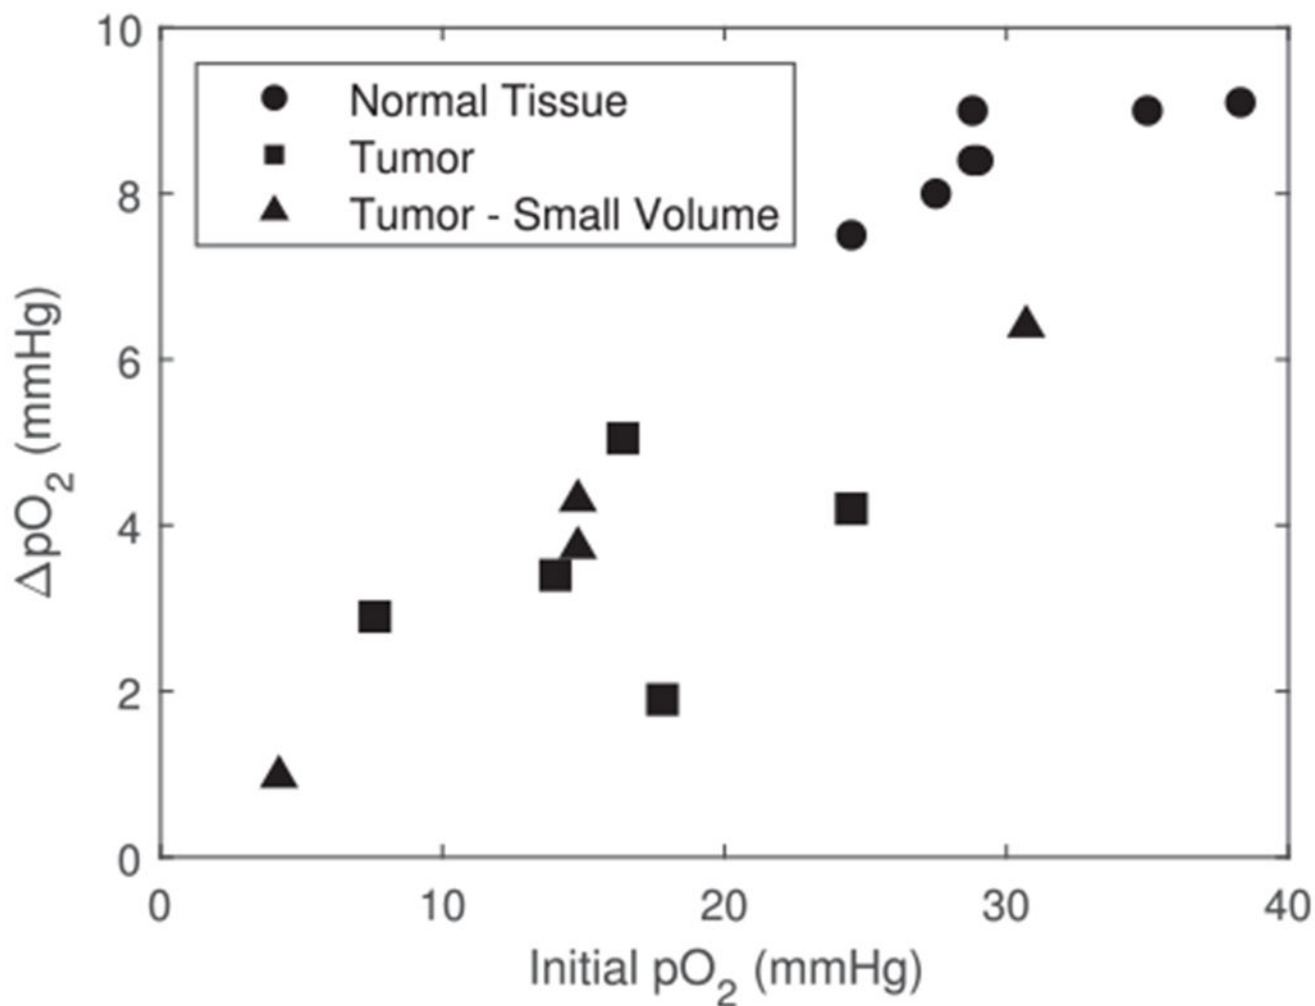 10
8
6
4
2
0
Normal Tissue
Tumor
Tumor - Small Volume
ΔpO2 (mmHg)
0 10 20 30 40
Initial pO2 (mmHg)